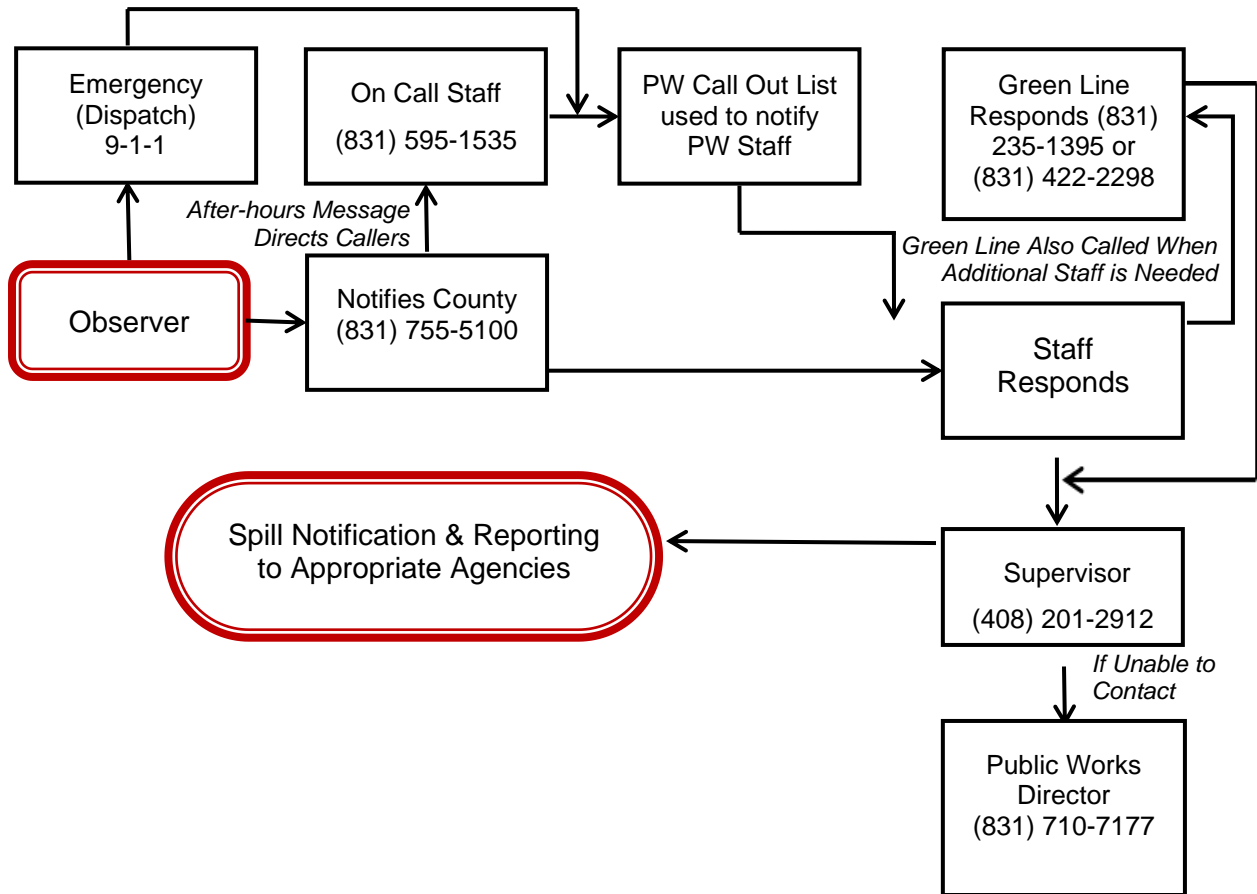 Emergency
(Dispatch)
9-1-1
On Call Staff
(831) 595-1535
PW Call Out List
used to notify
PW Staff
Green Line
Responds (831)
235-1395 or
(831) 422-2298
After-hours Message
Directs Callers
Green Line Also Called When
Additional Staff is Needed
Observer
Notifies County
(831) 755-5100
Staff
Responds
Spill Notification & Reporting
to Appropriate Agencies
Supervisor
(408) 201-2912
If Unable to
Contact
Public Works
Director
(831) 710-7177